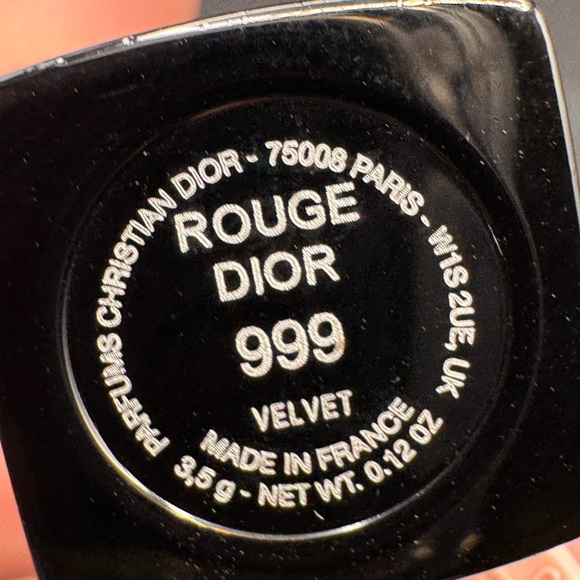 PARFUMS CHRISTIAN DIOR - 75008 PARIS - W1S 2UE, UK
ROUGE
DIOR
999
VELVET
MADE IN FRANCE
3,5 g - NET WT. 0.12 OZ